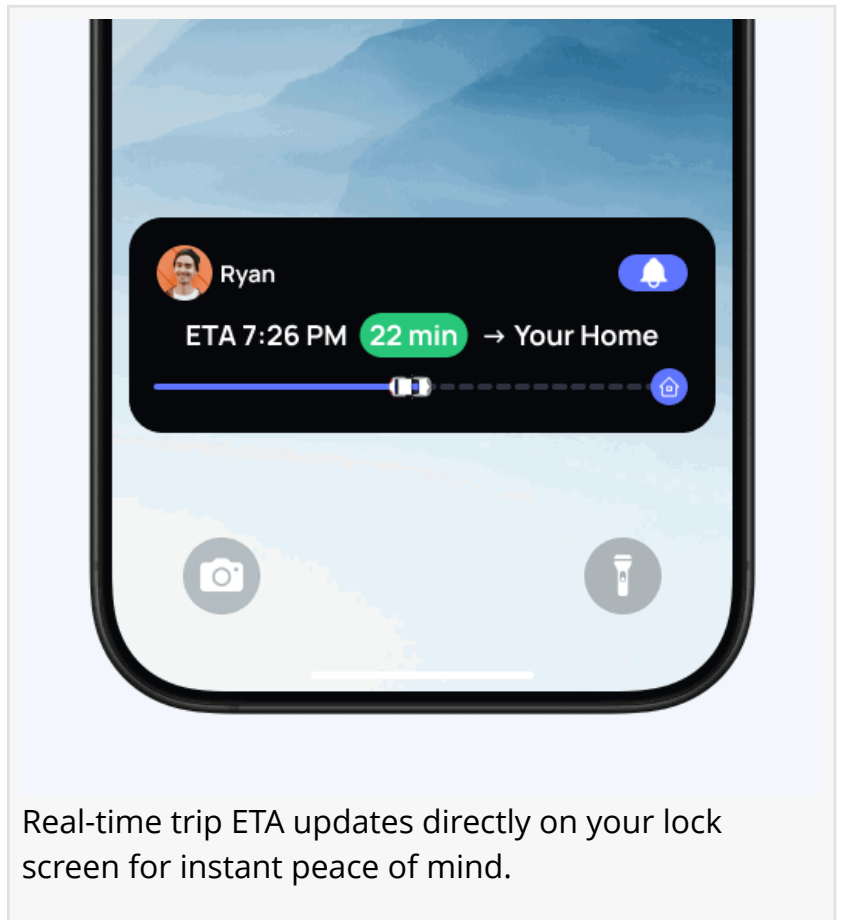 Ryan
ETA 7:26 PM 22 min → Your Home
Real-time trip ETA updates directly on your lock
screen for instant peace of mind.